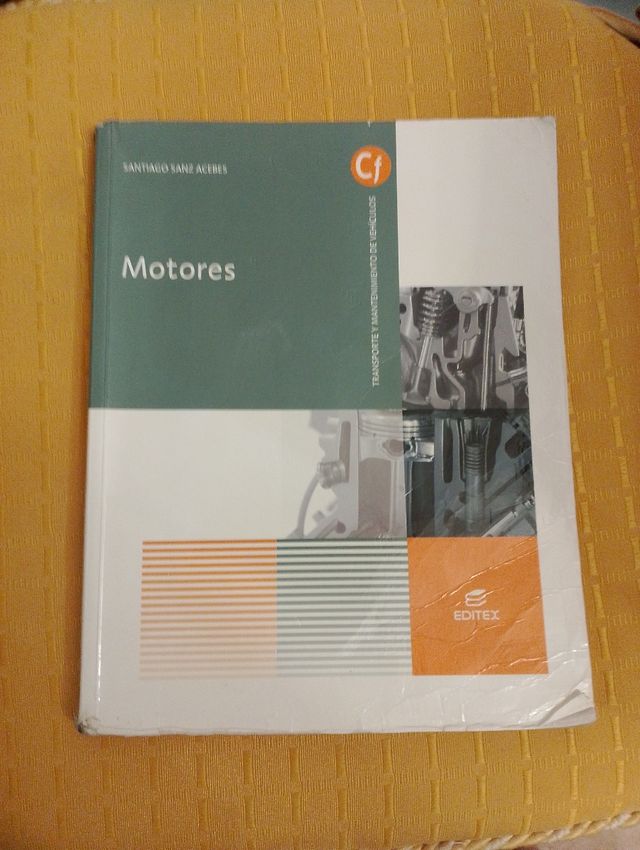 SANTIAGO SANZ ACEBES
Cf
Motores
TRANSPORTE Y MANTENIMIENTO DE VEHÍCULOS
EDITEX